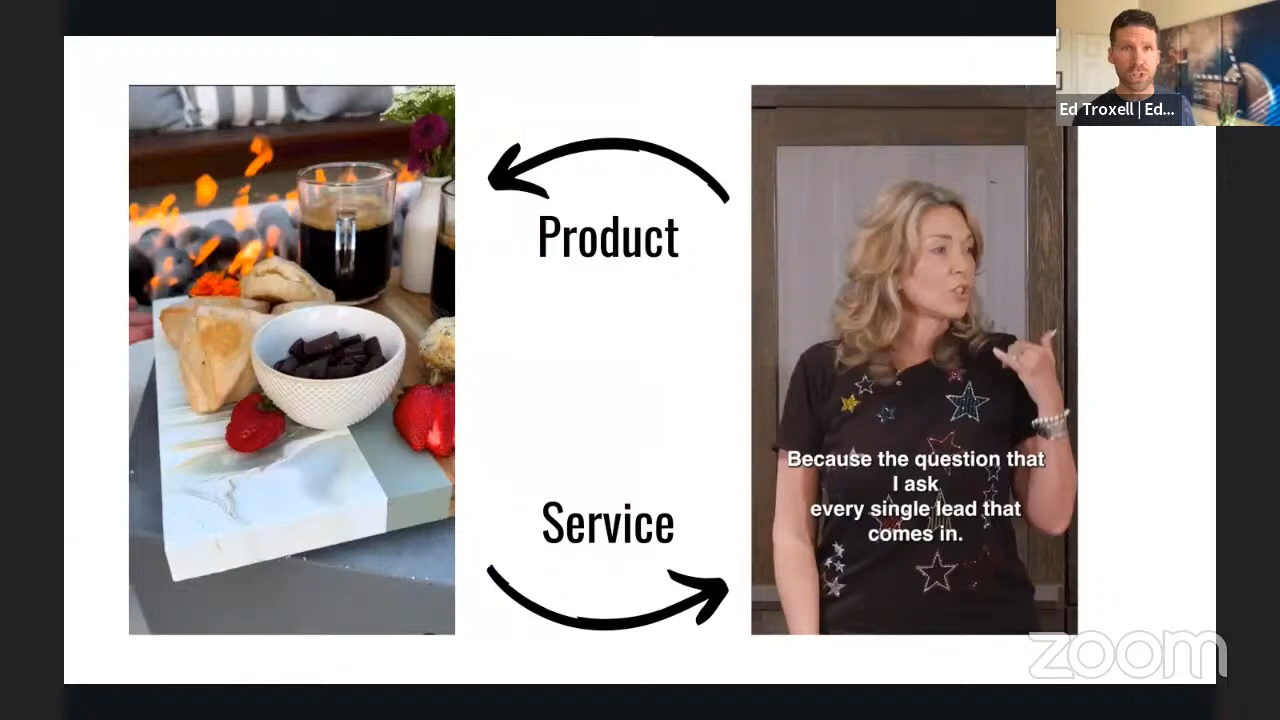 Ed Troxell | Ed...
Product
Service
Because the question that
I ask
every single lead that
comes in.
zoom